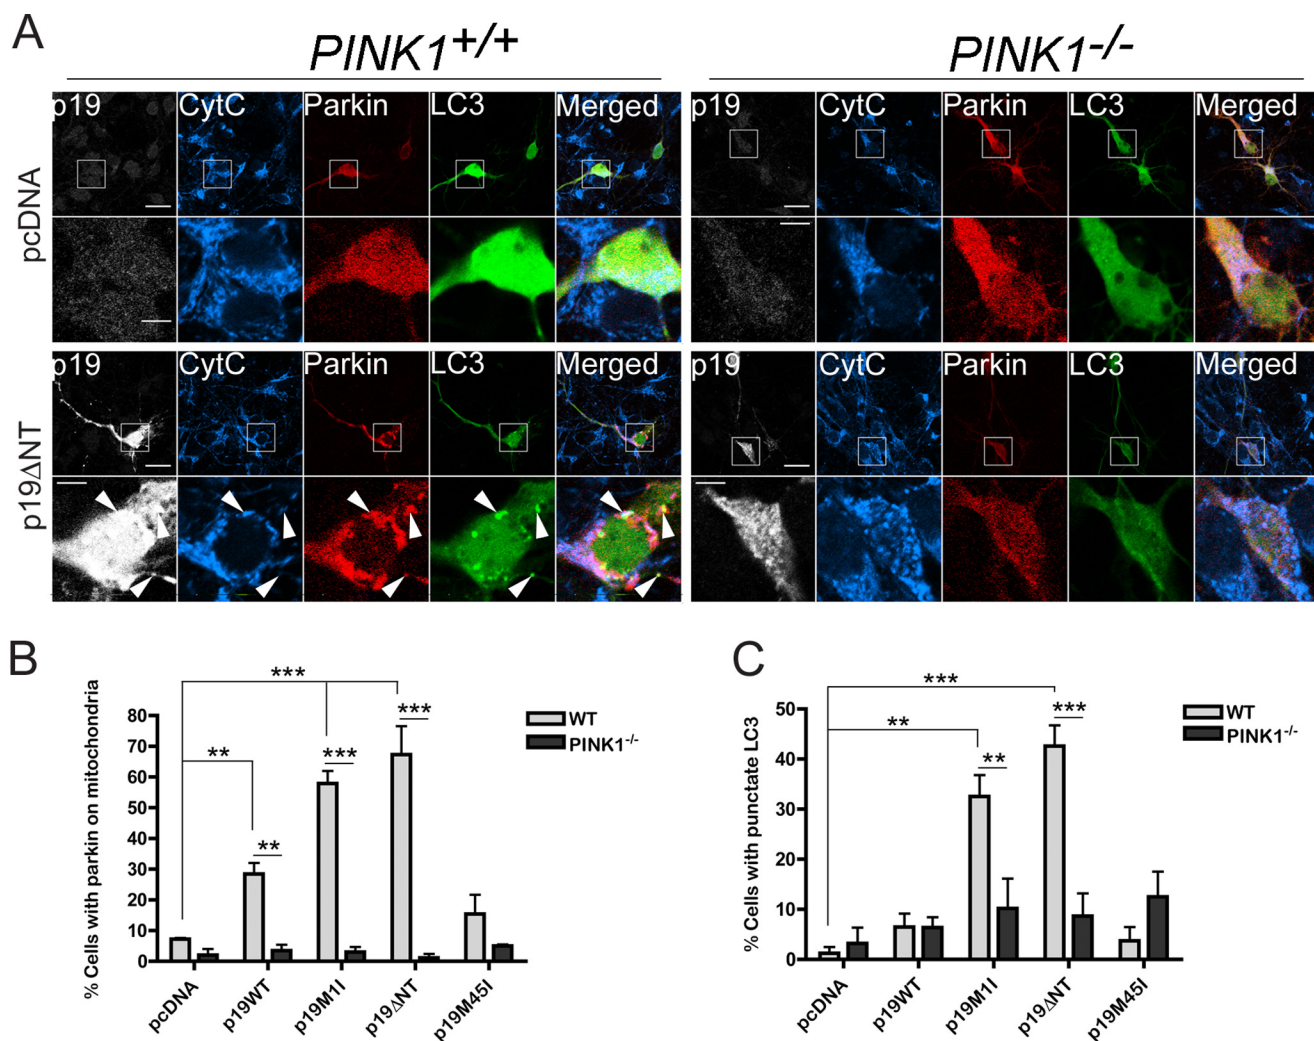 A
PINK1+/+
PINK1-/-
p19 CytC Parkin LC3 Merged
p19 CytC Parkin LC3 Merged
pcDNA
p19 CytC Parkin LC3 Merged
p19 CytC Parkin LC3 Merged
p19ΔNT
B
% Cells with parkin on mitochondria
80
70
60
50
40
30
20
10
0
***
**
**
***
***
WT
PINK1-/-
pcDNA
p19WT
p19M1I
p19ΔNT
p19M45I
C
% Cells with punctate LC3
50
40
30
20
10
0
***
**
**
***
WT
PINK1-/-
pcDNA
p19WT
p19M1I
p19ΔNT
p19M45I